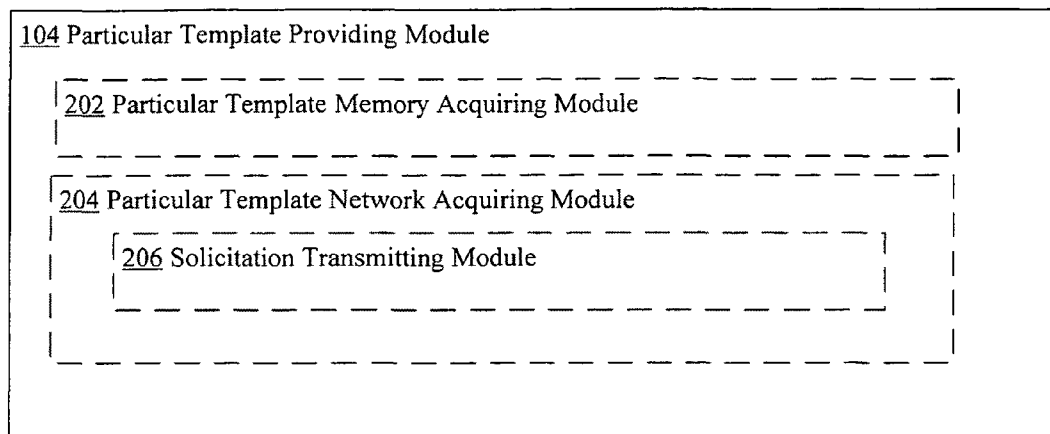 104 Particular Template Providing Module
202 Particular Template Memory Acquiring Module
204 Particular Template Network Acquiring Module
206 Solicitation Transmitting Module